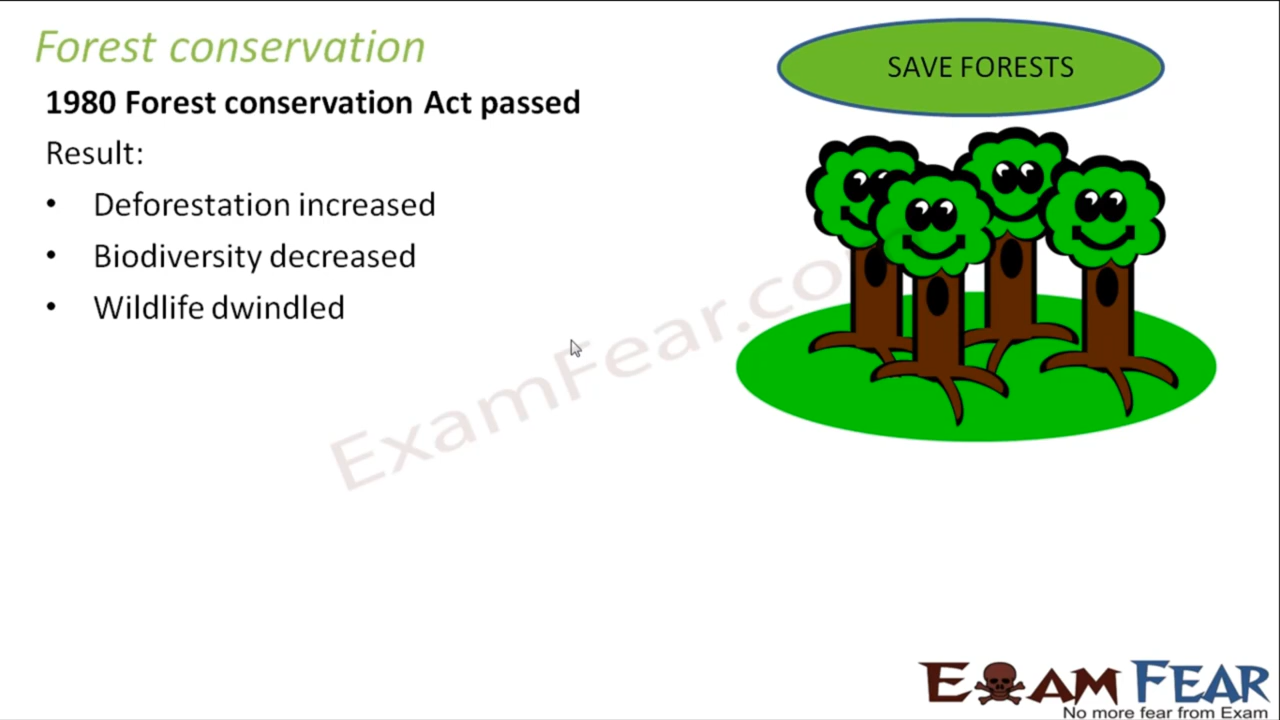 Forest conservation
SAVE FORESTS
1980 Forest conservation Act passed
Result:
• Deforestation increased
• Biodiversity decreased
• Wildlife dwindled
ExamFear.co
EXAM FEAR
No more fear from Exam